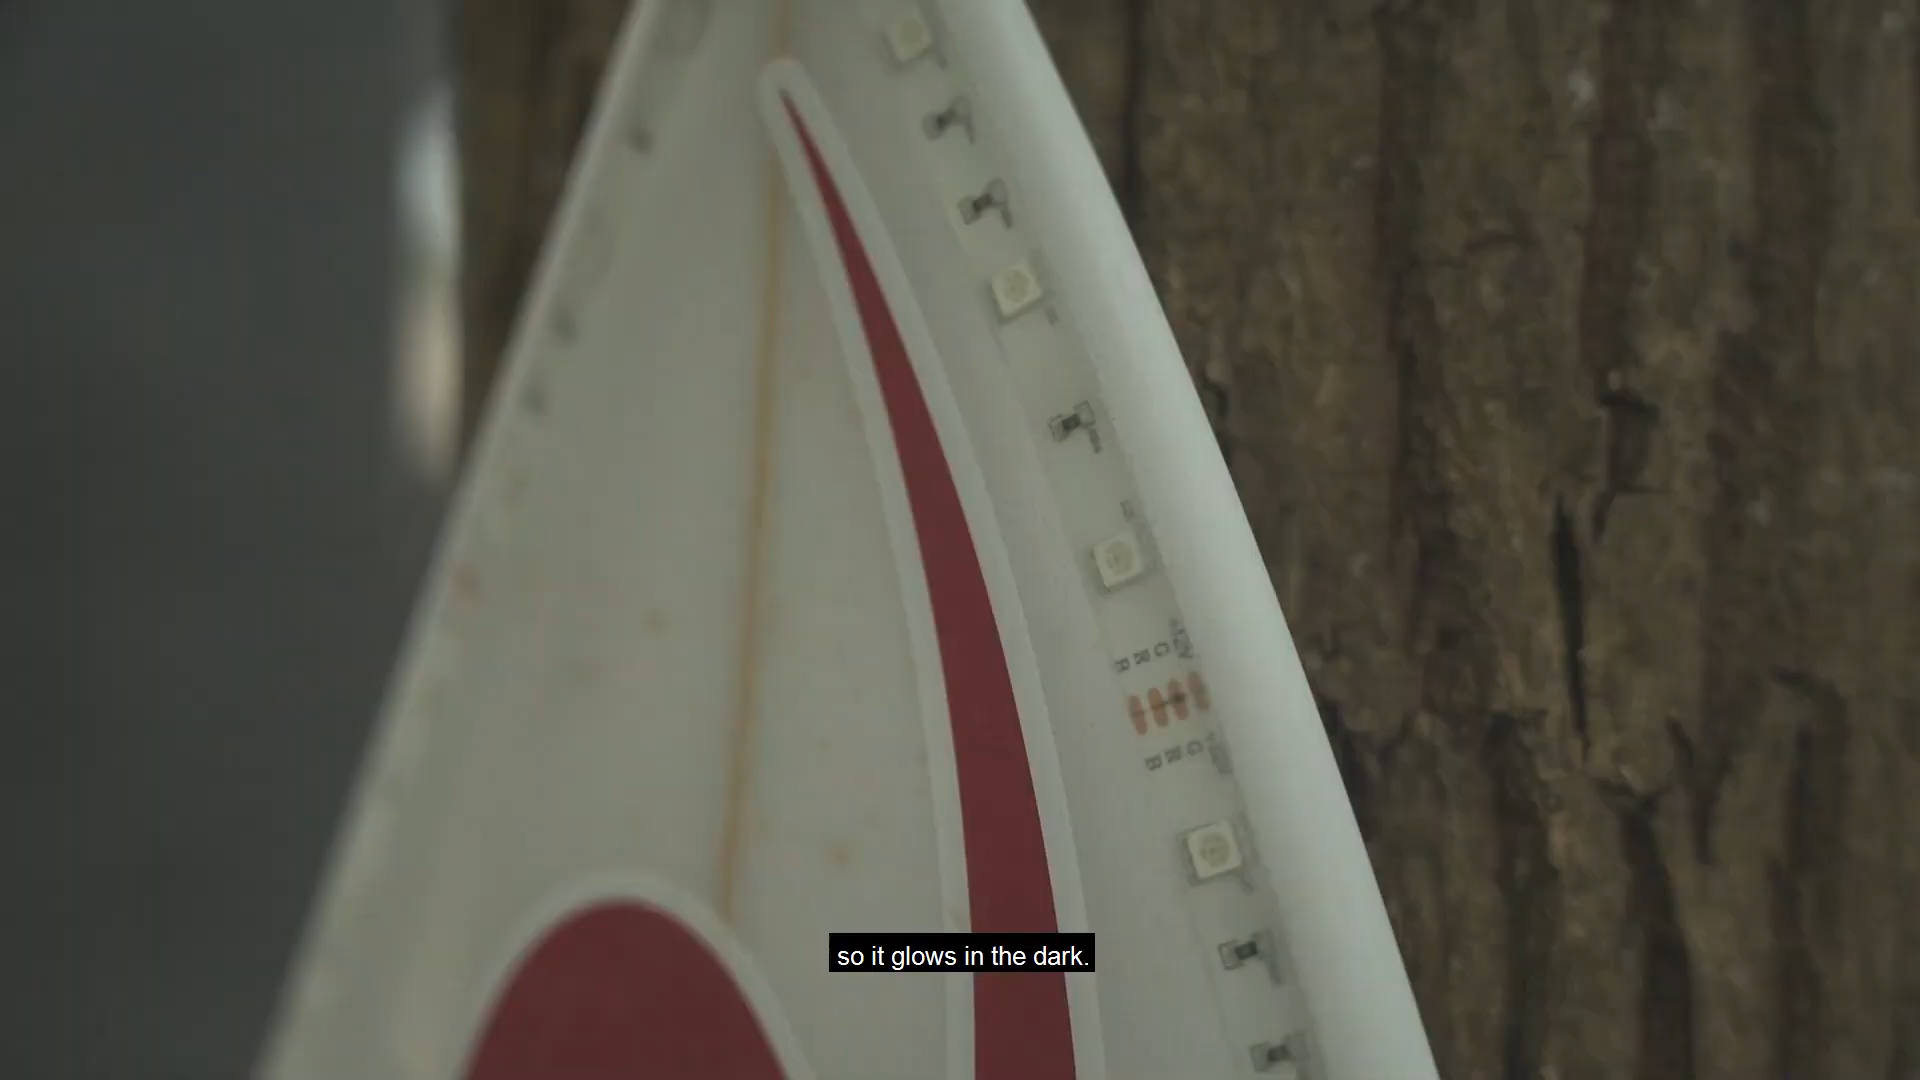 B R G
B R G
so it glows in the dark.